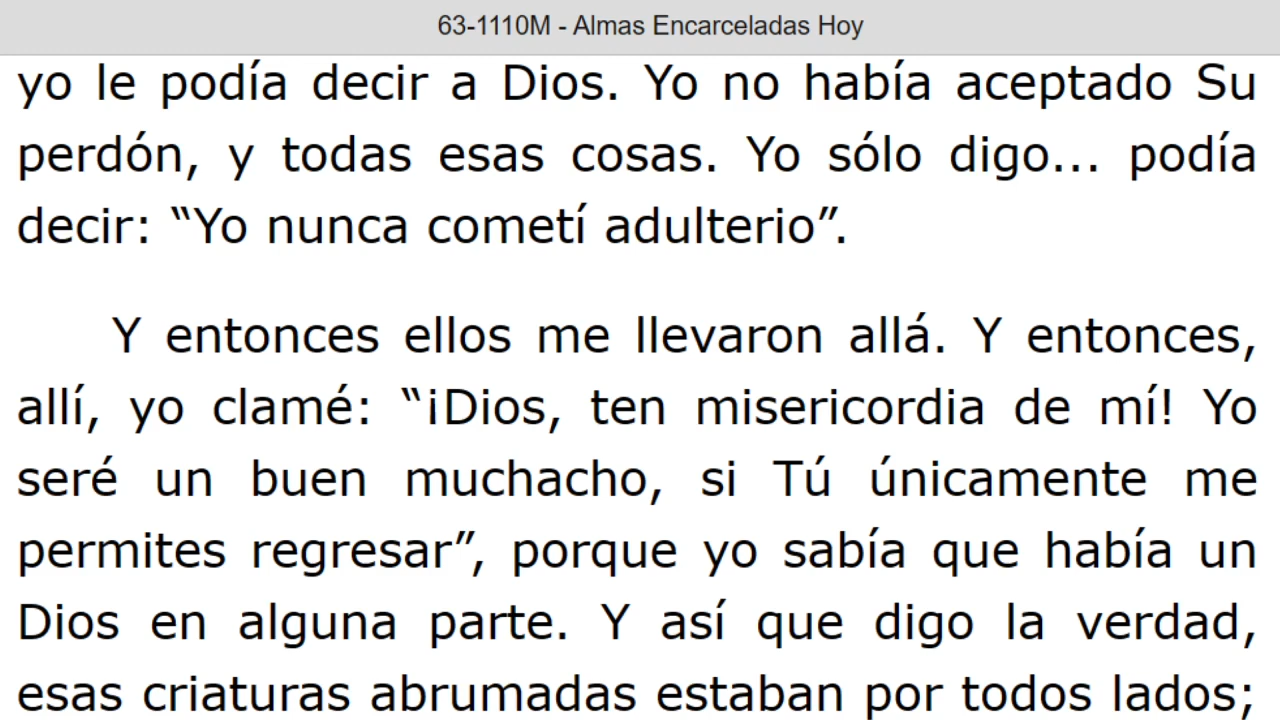 63-1110M - Almas Encarceladas Hoy
yo le podía decir a Dios. Yo no había aceptado Su
perdón, y todas esas cosas. Yo sólo digo... podía
decir: “Yo nunca cometí adulterio”.
Y entonces ellos me llevaron allá. Y entonces,
allí, yo clamé: “¡Dios, ten misericordia de mí! Yo
seré un buen muchacho, si Tú únicamente me
permites regresar”, porque yo sabía que había un
Dios en alguna parte. Y así que digo la verdad,
esas criaturas abrumadas estaban por todos lados;